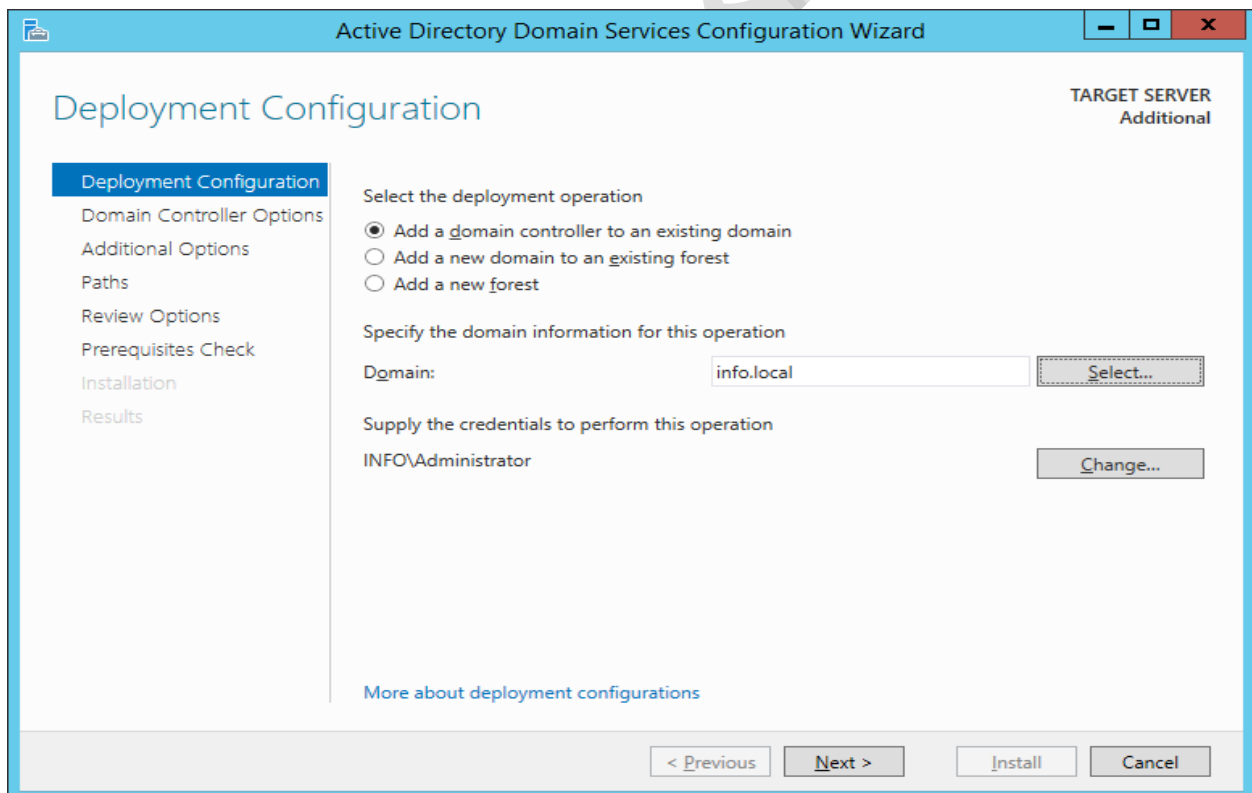 Active Directory Domain Services Configuration Wizard
Deployment Configuration
TARGET SERVER
Additional
Deployment Configuration
Domain Controller Options
Additional Options
Paths
Review Options
Prerequisites Check
Installation
Results
Select the deployment operation
Add a domain controller to an existing domain
Add a new domain to an existing forest
Add a new forest
Specify the domain information for this operation
Domain: info.local Select...
Supply the credentials to perform this operation
INFO\Administrator Change...
More about deployment configurations
< Previous Next > Install Cancel